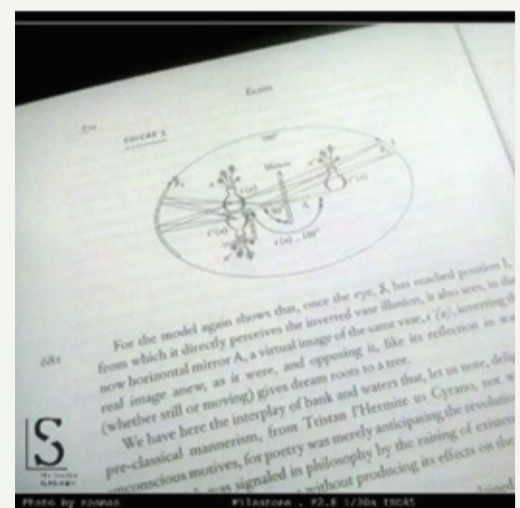 Écrits
FIGURE 3
Mirror
For the model again shows that, once the eye, $ has reached position I,
from which it directly perceives the inverted vase illusion, it also sees, in the
now horizontal mirror A, a virtual image of the same vase, i'(a), inverting the
real image anew, as it were, and opposing it, like its reflection in
(whether still or moving) gives dream roots to a tree.
681
We have here the interplay of bank and waters that, let us note,
pre-classical mannerism, from Tristan l'Hermite to Cyrano, not
unconscious motives, for poetry was merely anticipating the
was signaled in philosophy by the raising of
without producing its effects on the
S
Photo by
F2.8 1/30s